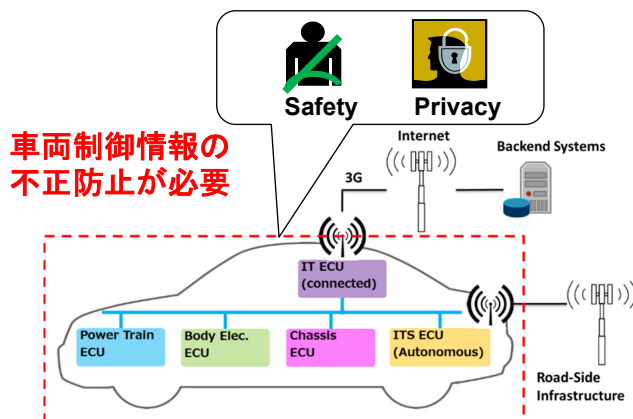 Safety
Privacy
車両制御情報の
不正防止が必要
Internet
Backend Systems
3G
IT ECU
(connected)
Power Train
ECU
Body Elec.
ECU
Chassis
ECU
ITS ECU
(Autonomous)
Road-Side
Infrastructure